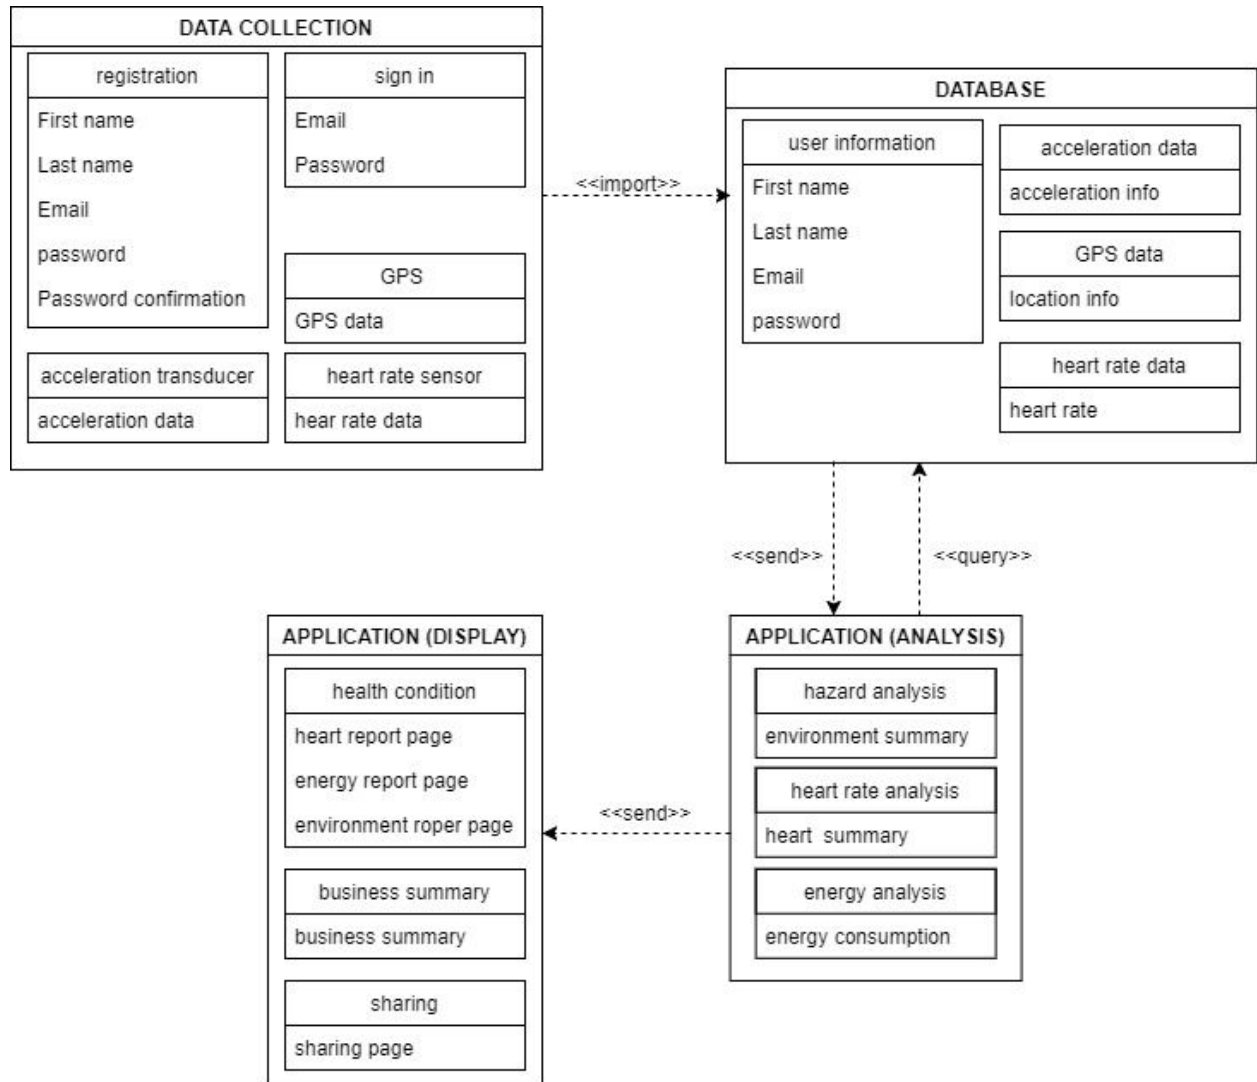 DATA COLLECTION
registration
First name
Last name
Email
password
Password confirmation
sign in
Email
Password
GPS
GPS data
acceleration transducer
acceleration data
heart rate sensor
hear rate data
<<import>>
DATABASE
user information
First name
Last name
Email
password
acceleration data
acceleration info
GPS data
location info
heart rate data
heart rate
<<send>>
<<query>>
APPLICATION (DISPLAY)
health condition
heart report page
energy report page
environment roper page
business summary
business summary
sharing
sharing page
<<send>>
APPLICATION (ANALYSIS)
hazard analysis
environment summary
heart rate analysis
heart  summary
energy analysis
energy consumption